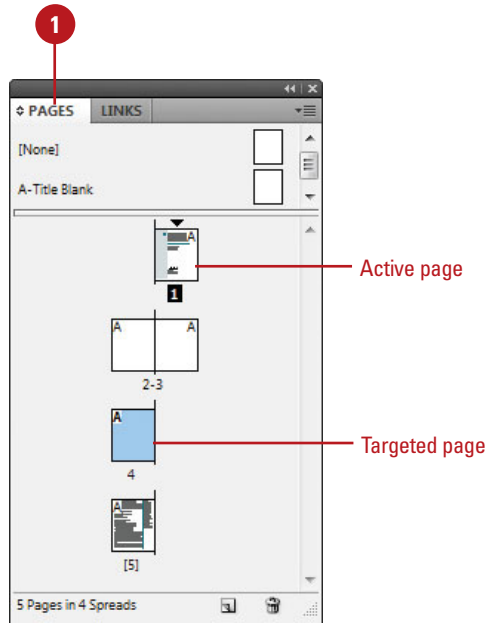 1
PAGES LINKS
[None]
A-Title Blank
A
Active page
1
A A
2-3
A
Targeted page
4
A
[5]
5 Pages in 4 Spreads